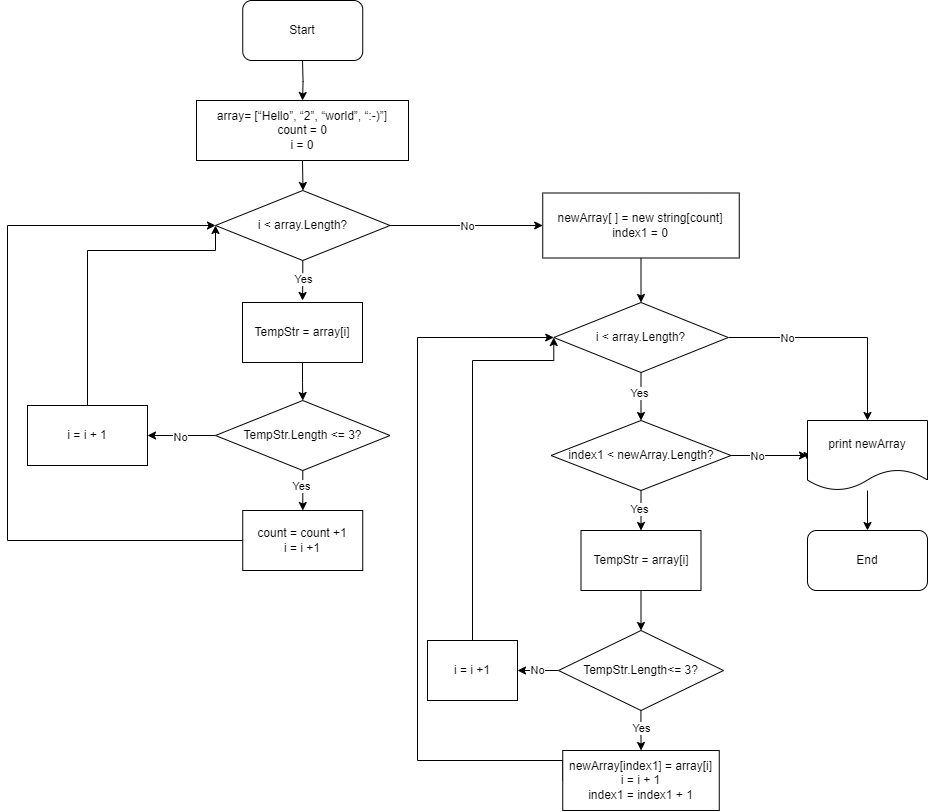 Start
array= [“Hello”, “2”, “world”, “:-)”]
count = 0
i = 0
i < array.Length?
No
newArray[ ] = new string[count]
index1 = 0
Yes
TempStr = array[i]
i < array.Length?
No
Yes
i = i + 1
No
TempStr.Length <= 3?
Yes
count = count +1
i = i +1
index1 < newArray.Length?
No
print newArray
Yes
TempStr = array[i]
End
i = i +1
No
TempStr.Length<= 3?
Yes
newArray[index1] = array[i]
i = i + 1
index1 = index1 + 1